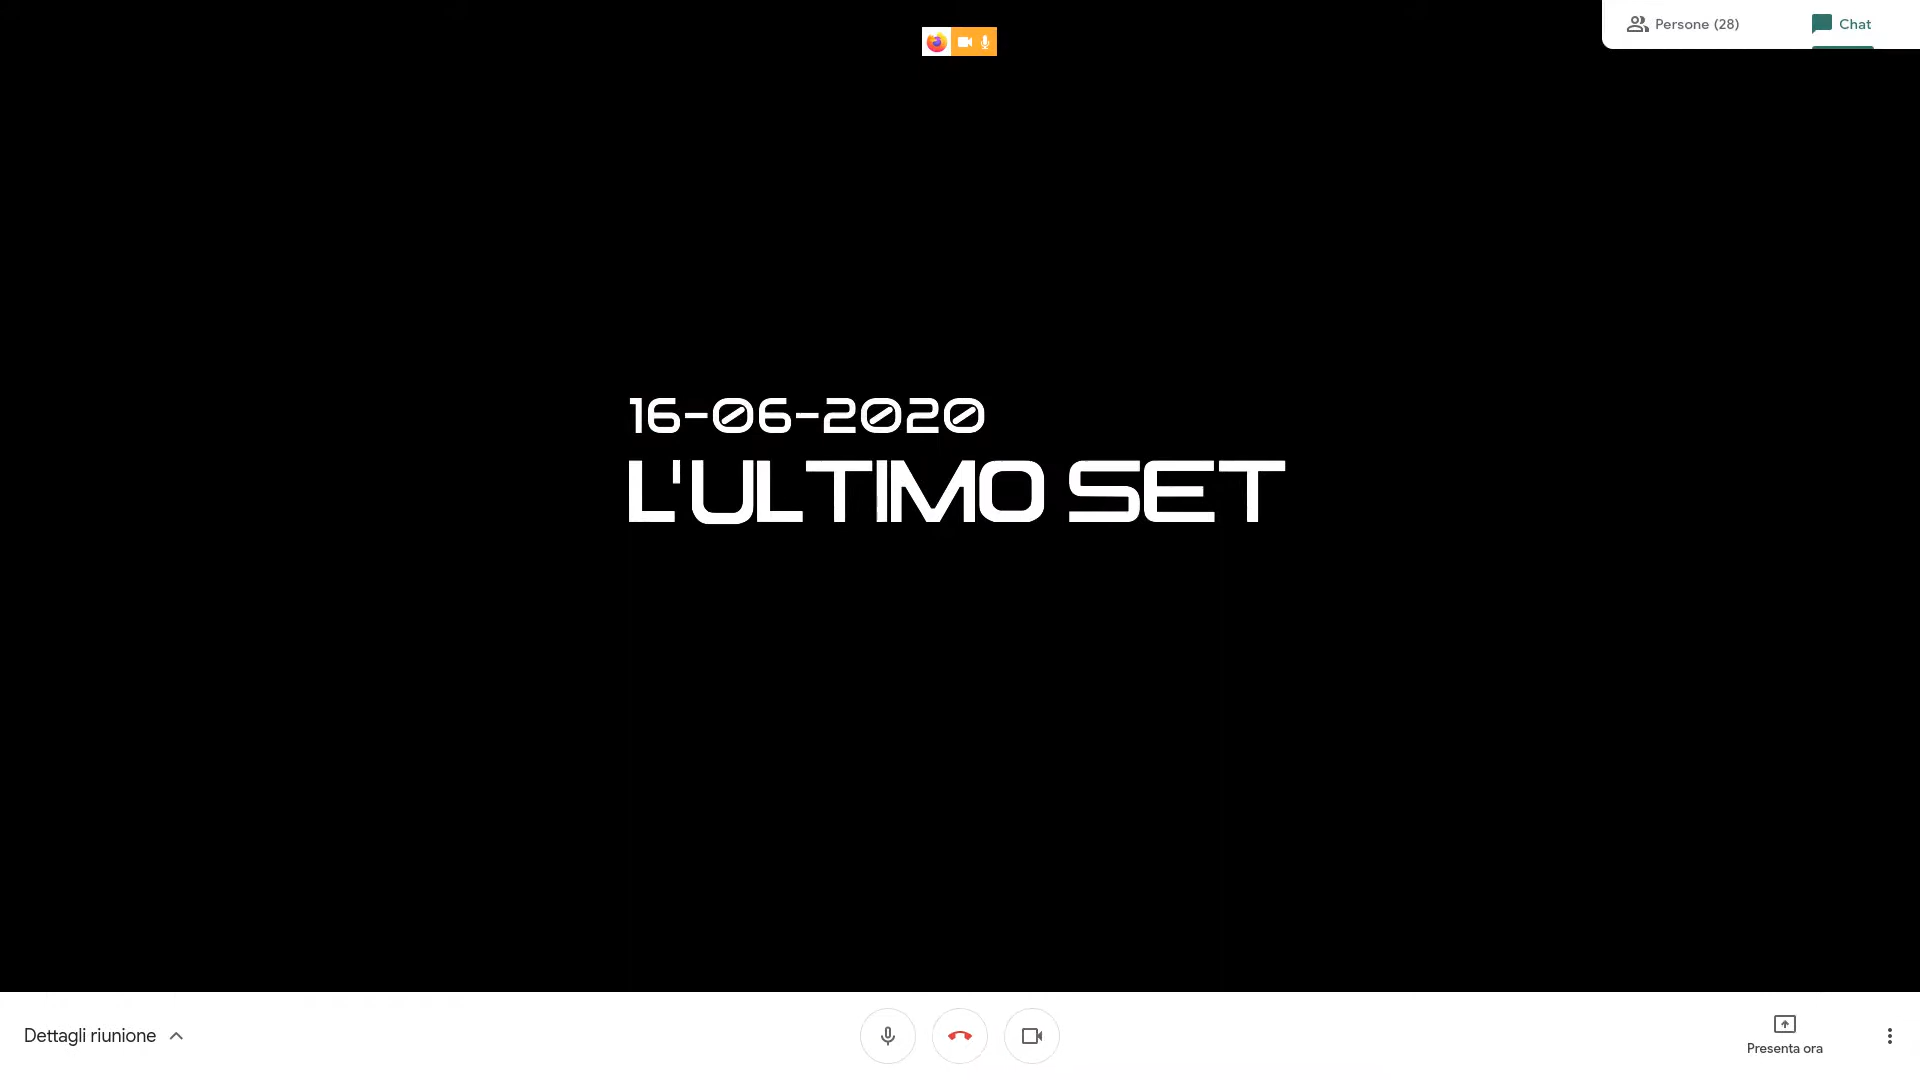 Persone (28)
Chat
16-06-2020
L'ULTIMO SET
Dettagli riunione
Presenta ora